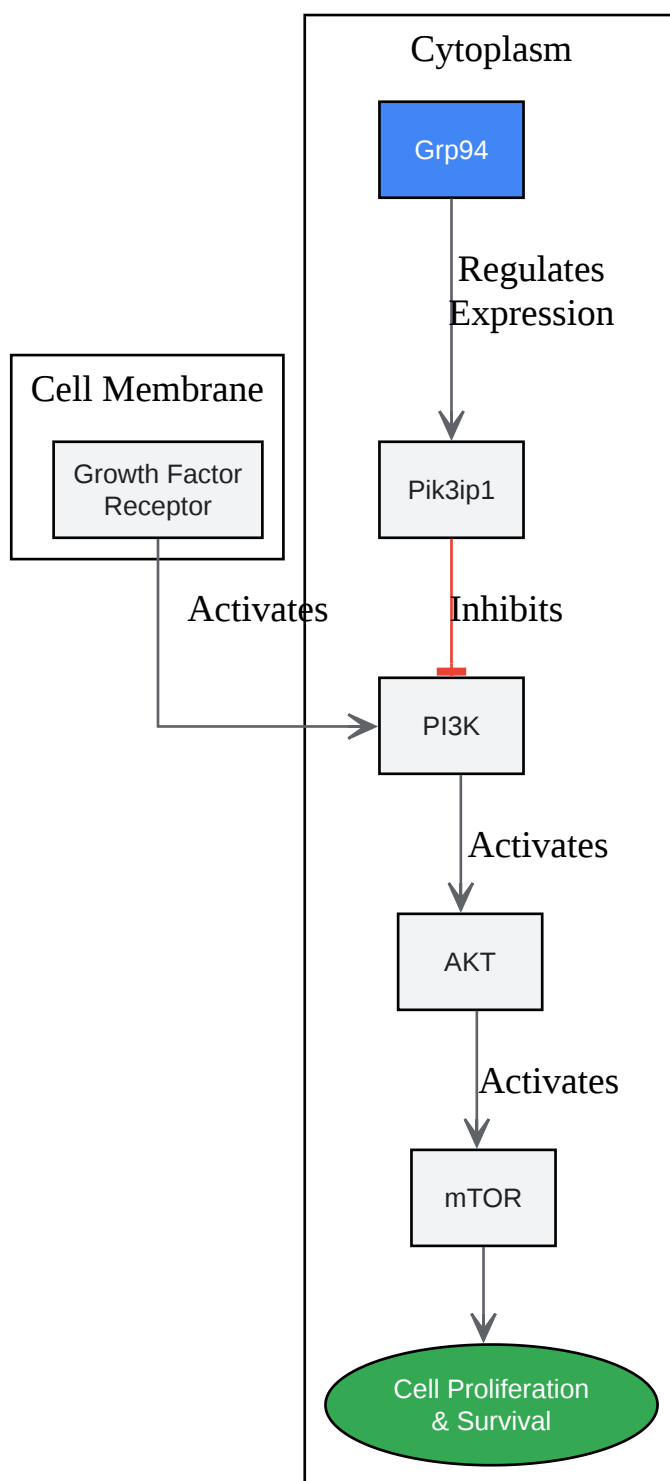 Cytoplasm
Grp94
Regulates
Expression
Cell Membrane
Growth Factor
Receptor
Pik3ip1
Activates
Inhibits
PI3K
Activates
AKT
Activates
mTOR
Cell Proliferation
& Survival